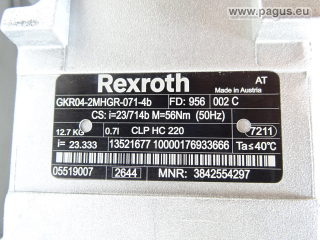 www.pagus.eu
Rexroth
AT
Made in Austria
GKR04-2MHGR-071-4b FD: 956 002 C
CS: i=23/714b M=56Nm (50Hz)
12.7 KG 0.7l CLP HC 220 7211
i= 23.333 13521677 10000176933666 Ta≤40°C
05519007 2644 MNR: 3842554297